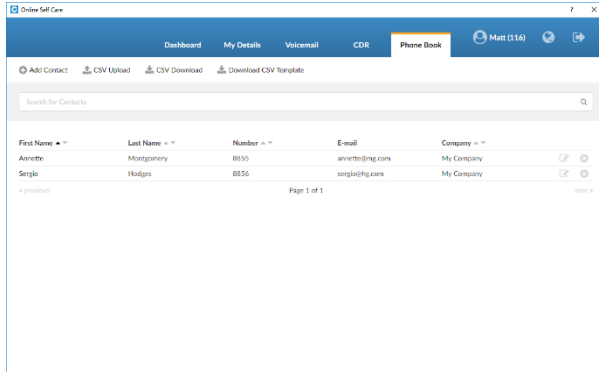 Online Self Care ? X
Dashboard My Details Voicemail CDR Phone Book Matt (116)
Add Contact CSV Upload CSV Download Download CSV Template
Search for Contacts
First Name Last Name Number E-mail Company
Annette Montgomery 8855 annette@mg.com My Company
Sergio Hodges 8856 sergio@hg.com My Company
previous Page 1 of 1 next